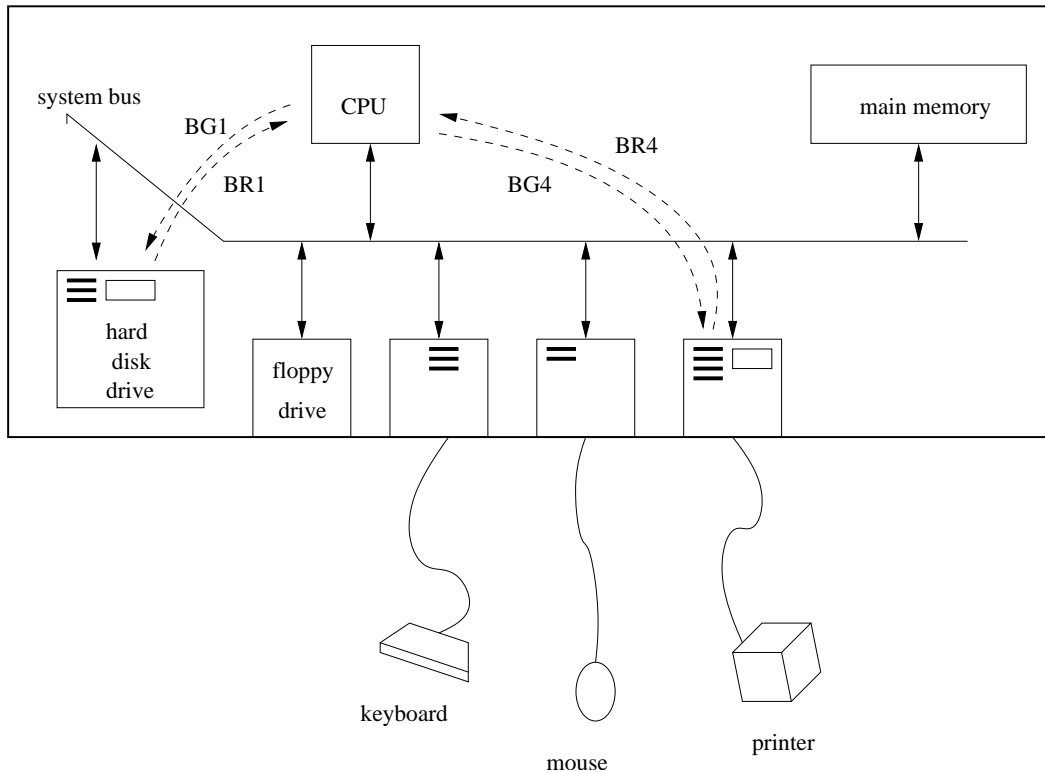 system bus
BG1
BR1
CPU
BR4
BG4
main memory
hard
disk
drive
floppy
drive
keyboard
mouse
printer